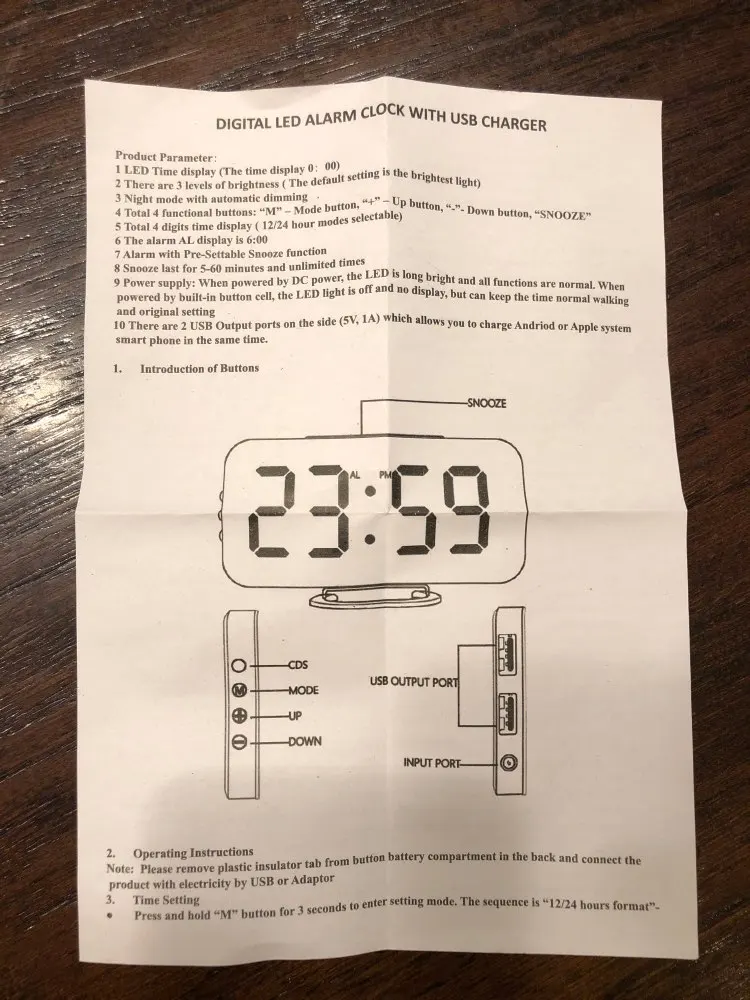 DIGITAL LED ALARM CLOCK WITH USB CHARGER
Product Parameter:
1 LED Time display (The time display 0: 00)
2 There are 3 levels of brightness ( The default setting is the brightest light)
3 Night mode with automatic dimming
4 Total 4 functional buttons: “M” – Mode button, “+” – Up button, “-”- Down button, “SNOOZE”
5 Total 4 digits time display ( 12/24 hour modes selectable)
6 The alarm AL display is 6:00
7 Alarm with Pre-Settable Snooze function
8 Snooze last for 5-60 minutes and unlimited times
9 Power supply: When powered by DC power, the LED is long bright and all functions are normal. When
powered by built-in button cell, the LED light is off and no display, but can keep the time normal walking
and original setting
10 There are 2 USB Output ports on the side (5V, 1A) which allows you to charge Andriod or Apple system
smart phone in the same time.
1. Introduction of Buttons
SNOOZE
AL PM
23:59
CDS
M MODE
UP
DOWN
USB OUTPUT PORT
INPUT PORT
2. Operating Instructions
Note: Please remove plastic insulator tab from button battery compartment in the back and connect the
product with electricity by USB or Adaptor
3. Time Setting
• Press and hold “M” button for 3 seconds to enter setting mode. The sequence is “12/24 hours format”-